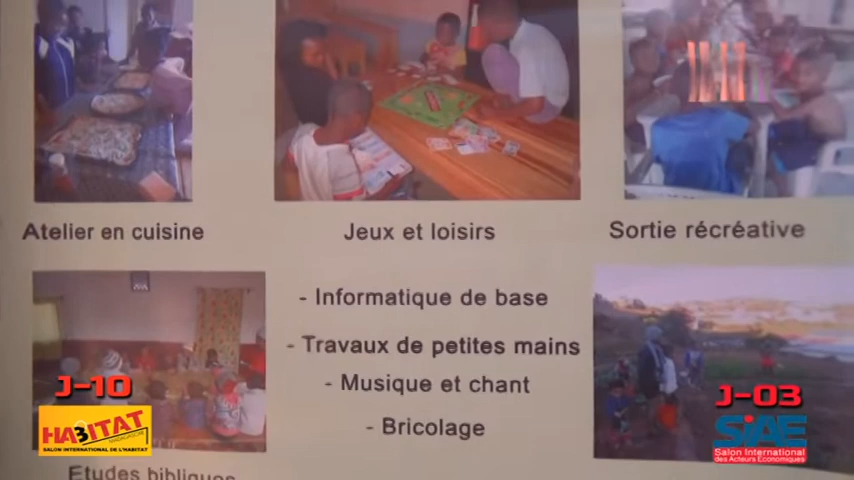 Atelier en cuisine
Jeux et loisirs
Sortie récréative
- Informatique de base
- Travaux de petites mains
- Musique et chant
- Bricolage
Etudes bibliques
J-10
HABITAT
MADAGASCAR
SALON INTERNATIONAL DE L'HABITAT
J-03
SIAE
Salon International
des Acteurs Economiques